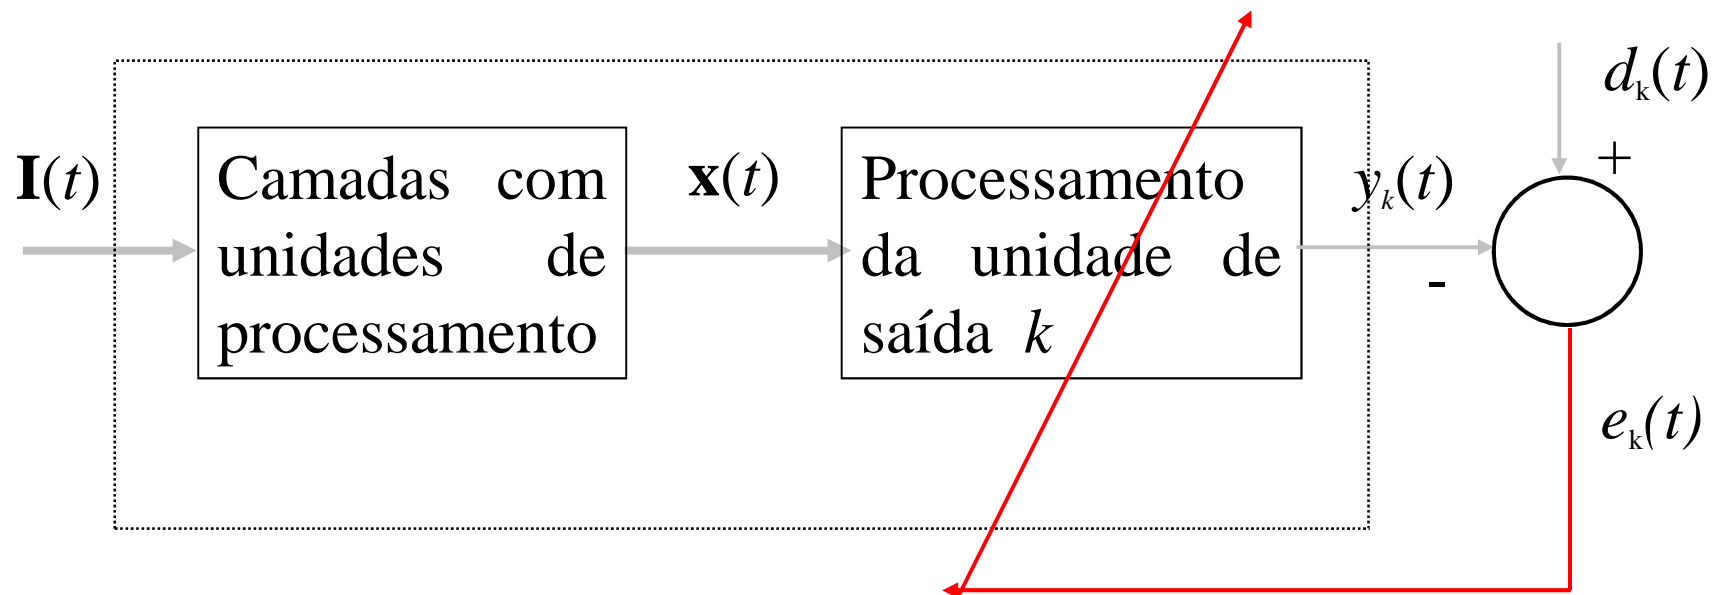 I(t)
Camadas com
unidades de
processamento
x(t)
Processamento
da unidade de
saída k
yk(t)
-
dk(t)
+
ek(t)